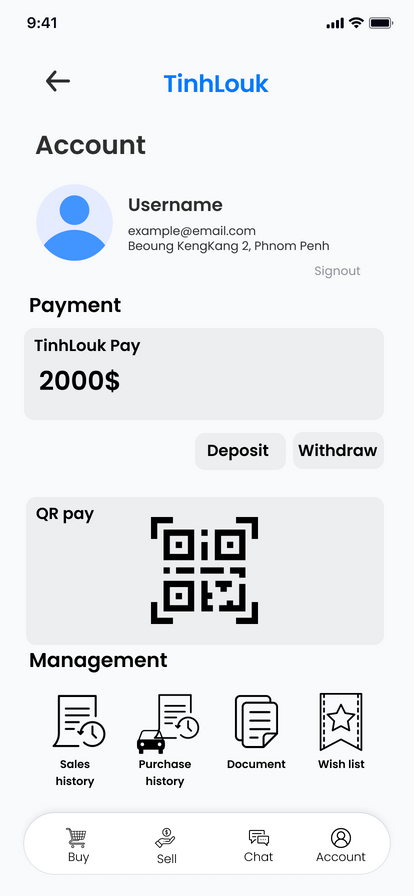 9:41
TinhLouk
Account
Username
example@email.com
Beoung KengKang 2, Phnom Penh
Signout
Payment
TinhLouk Pay
2000$
Deposit
Withdraw
QR pay
Management
Sales
history
Purchase
history
Document
Wish list
Buy
Sell
Chat
Account